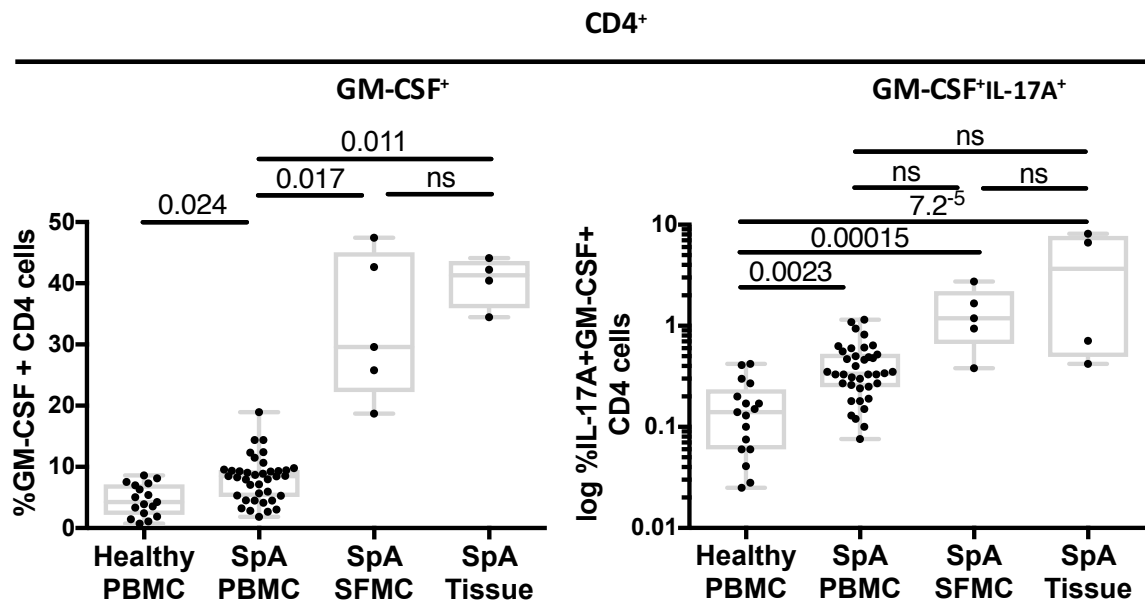 CD4⁺
GM-CSF⁺
0.011
0.017
ns
0.024
50
40
30
20
10
0
%GM-CSF + CD4 cells
Healthy PBMC
SpA PBMC
SpA SFMC
SpA Tissue
GM-CSF⁺IL-17A⁺
ns
ns
ns
7.2⁻⁵
0.00015
0.0023
10
1
0.1
0.01
log %IL-17A+GM-CSF+
CD4 cells
Healthy PBMC
SpA PBMC
SpA SFMC
SpA Tissue